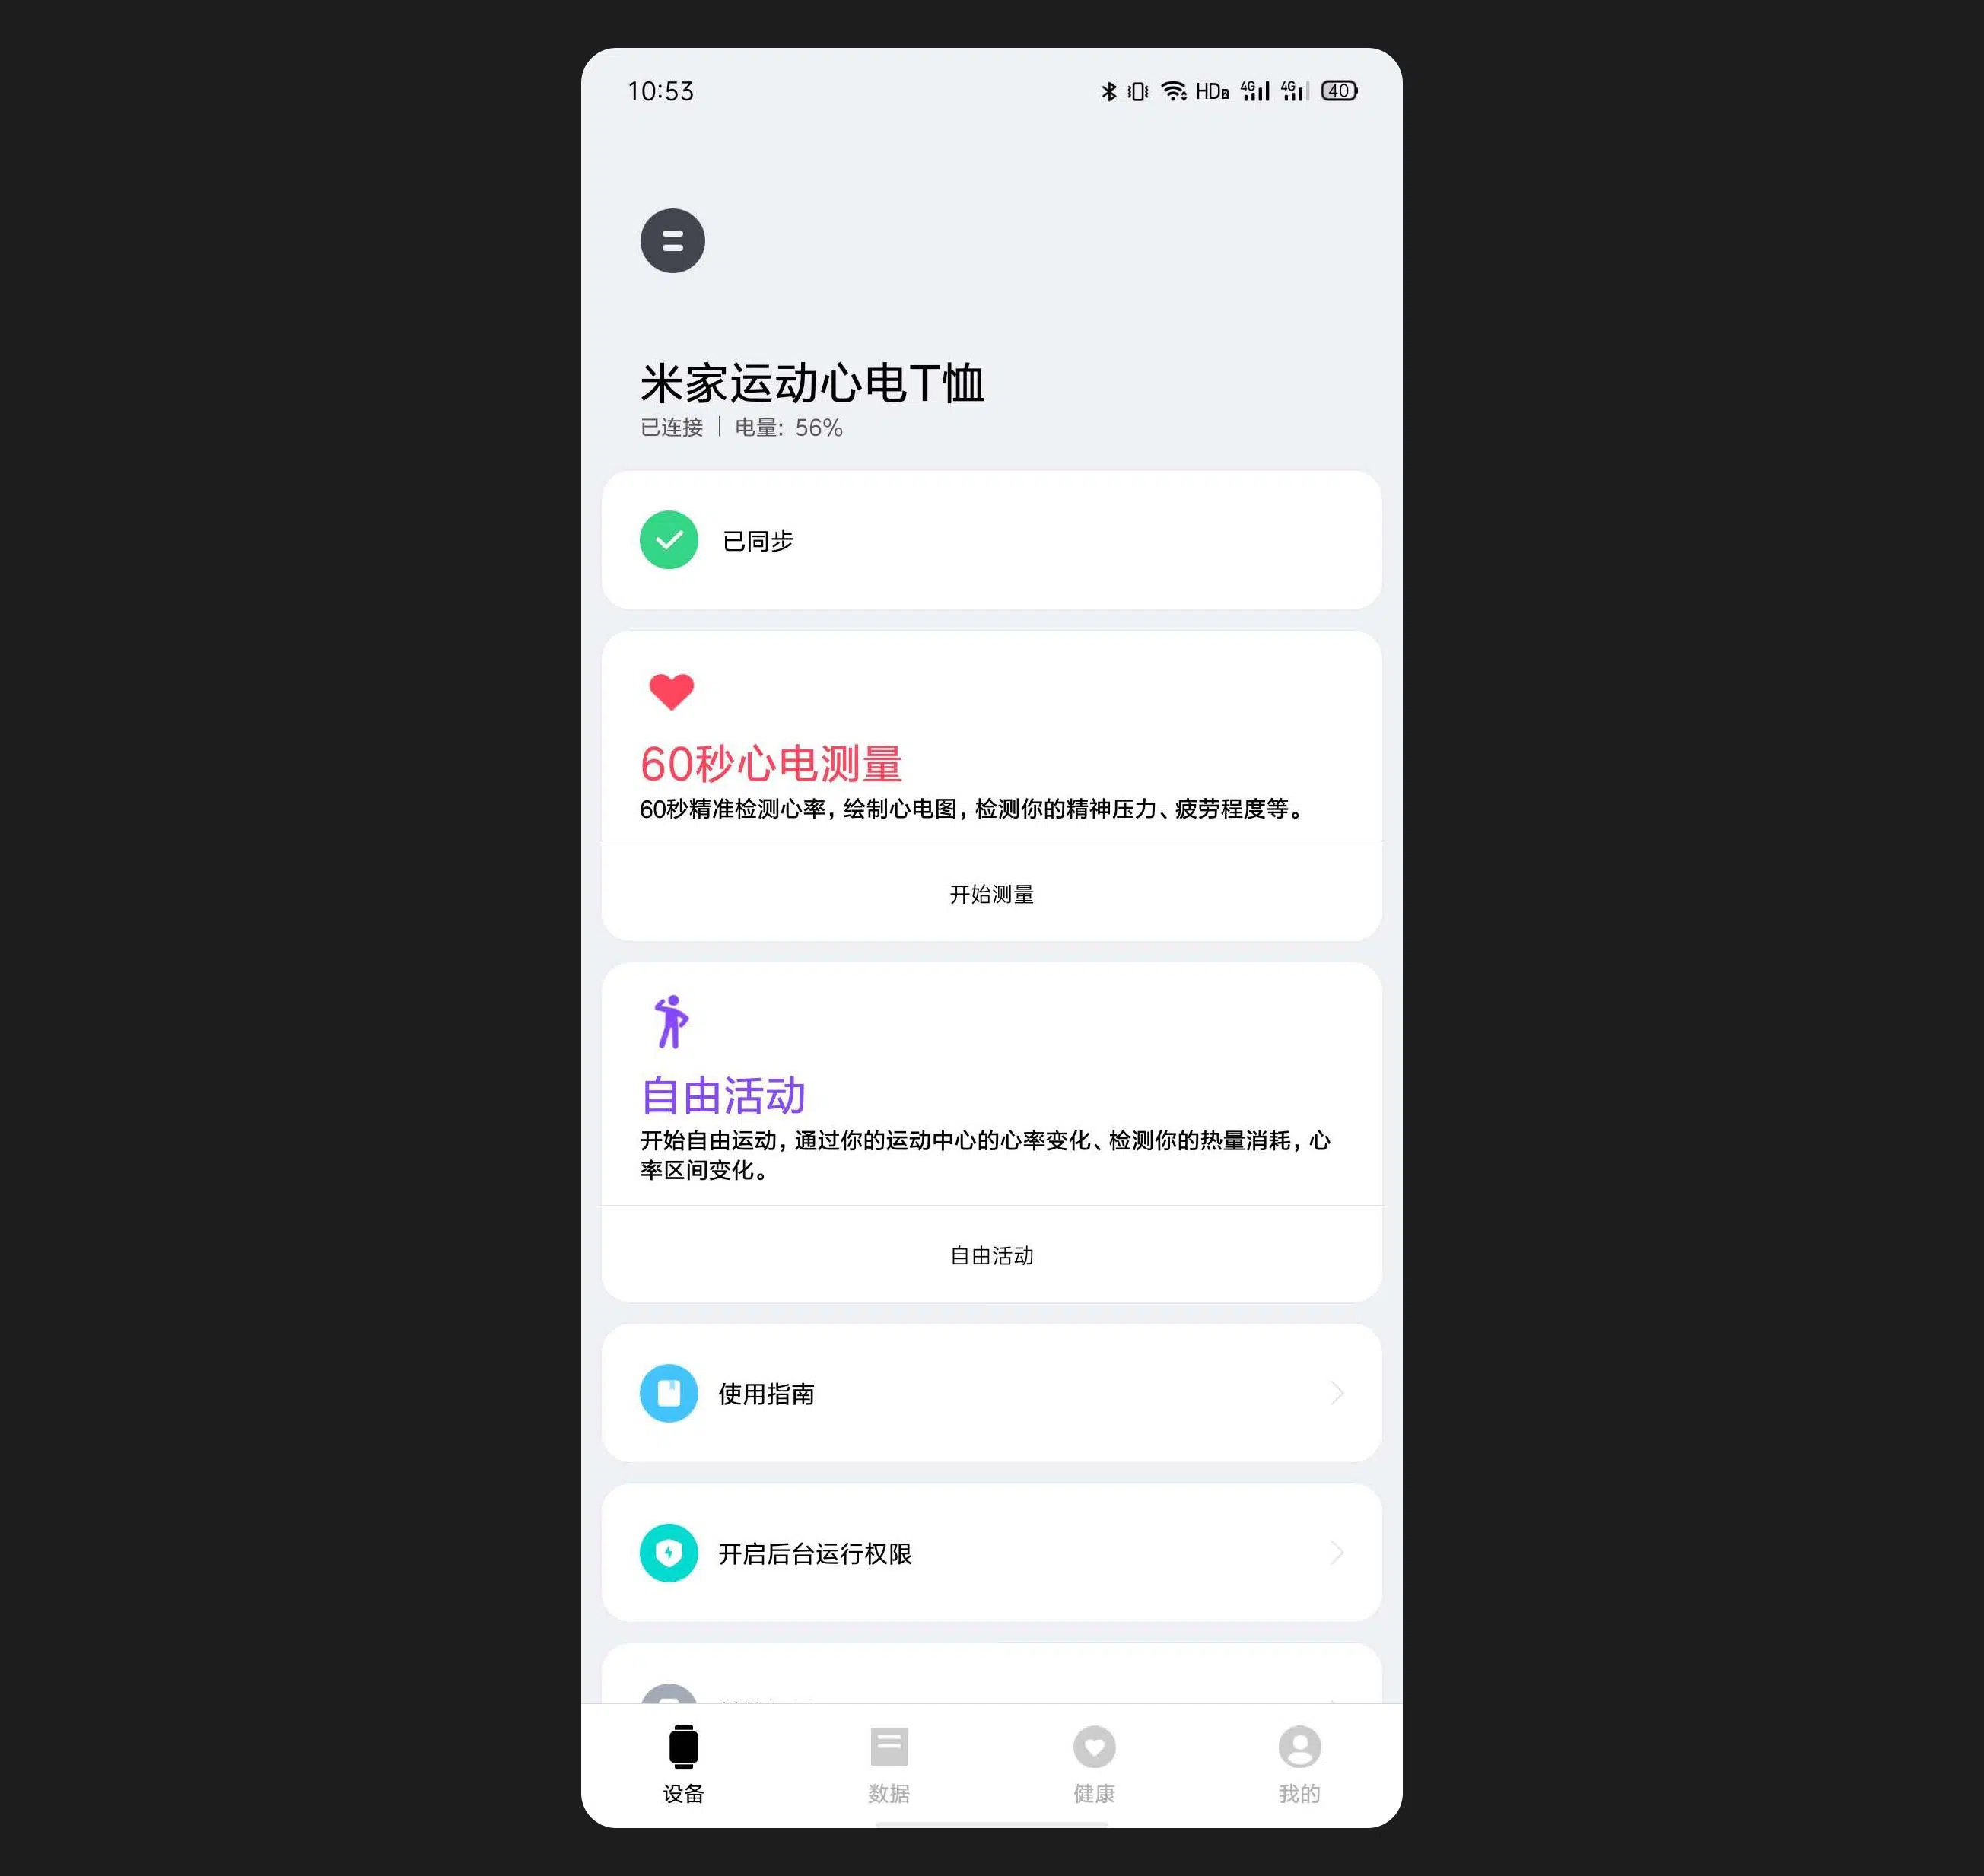 10:53
HD2 4G 4G 40
米家运动心电T恤
已连接 | 电量: 56%
已同步
60秒心电测量
60秒精准检测心率，绘制心电图，检测你的精神压力、疲劳程度等。
开始测量
自由活动
开始自由运动，通过你的运动中心的心率变化、检测你的热量消耗，心
率区间变化。
自由活动
使用指南
开启后台运行权限
设备
数据
健康
我的